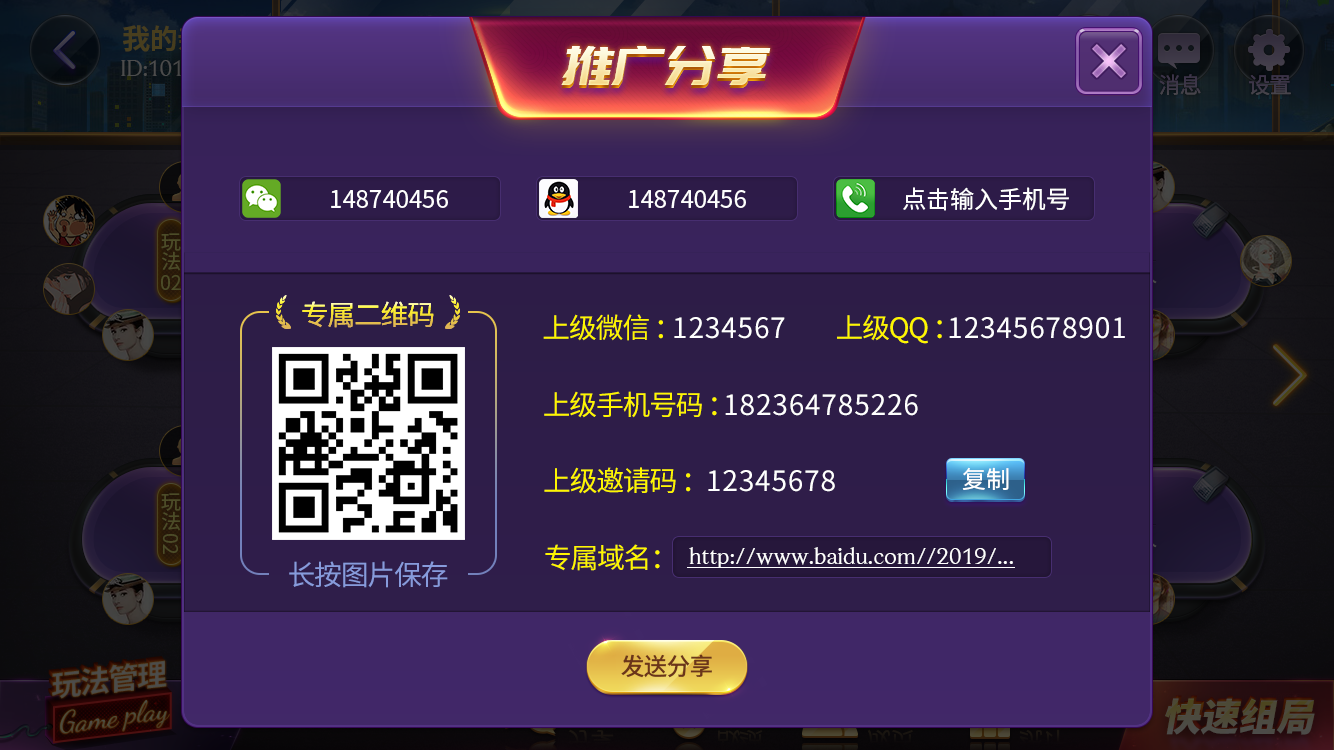 推广分享
我的
ID:101
消息
设置
148740456
148740456
点击输入手机号
玩法02
专属二维码
长按图片保存
上级微信：1234567
上级QQ：12345678901
上级手机号码：182364785226
上级邀请码： 12345678
复制
专属域名：
http://www.baidu.com//2019/...
玩法02
发送分享
玩法管理
Game play
快速组局